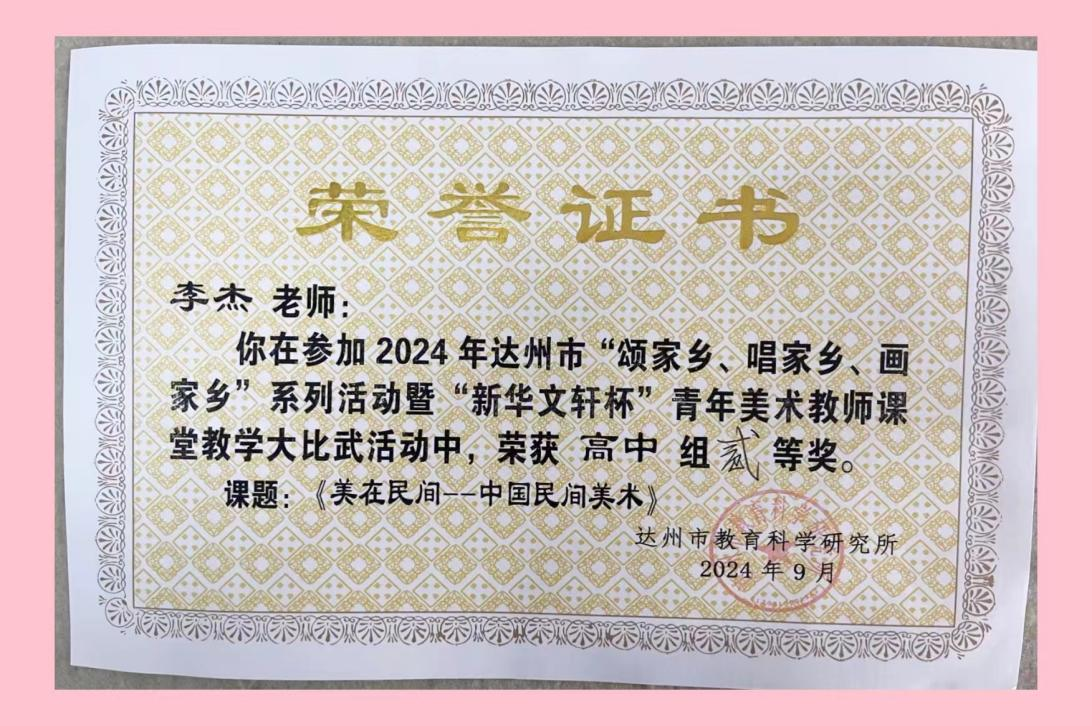 荣誉证书
李杰 老师：
你在参加 2024 年达州市“颂家乡、唱家乡、画
家乡”系列活动暨“新华文轩杯”青年美术教师课
堂教学大比武活动中，荣获 高中 组 贰 等奖。
课题：《美在民间--中国民间美术》
达州市教育科学研究所
2024 年 9 月